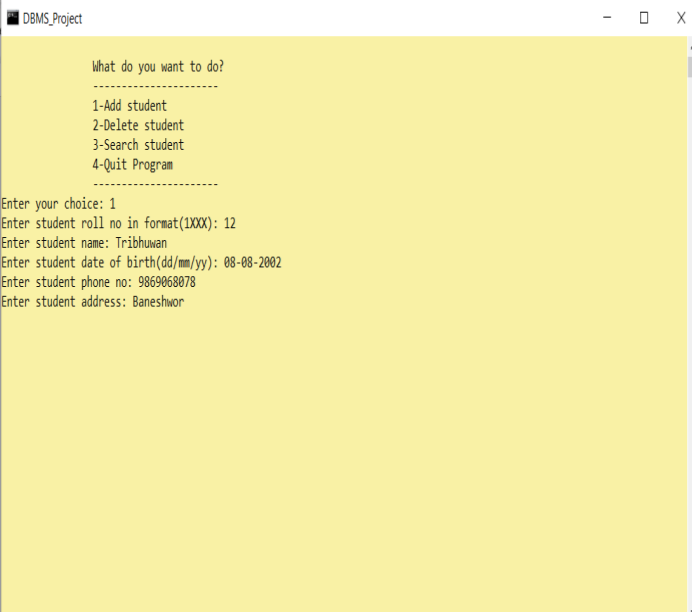 DBMS_Project
What do you want to do?
----------------------
1-Add student
2-Delete student
3-Search student
4-Quit Program
----------------------
Enter your choice: 1
Enter student roll no in format(1XXX): 12
Enter student name: Tribhuwan
Enter student date of birth(dd/mm/yy): 08-08-2002
Enter student phone no: 9869068078
Enter student address: Baneshwor